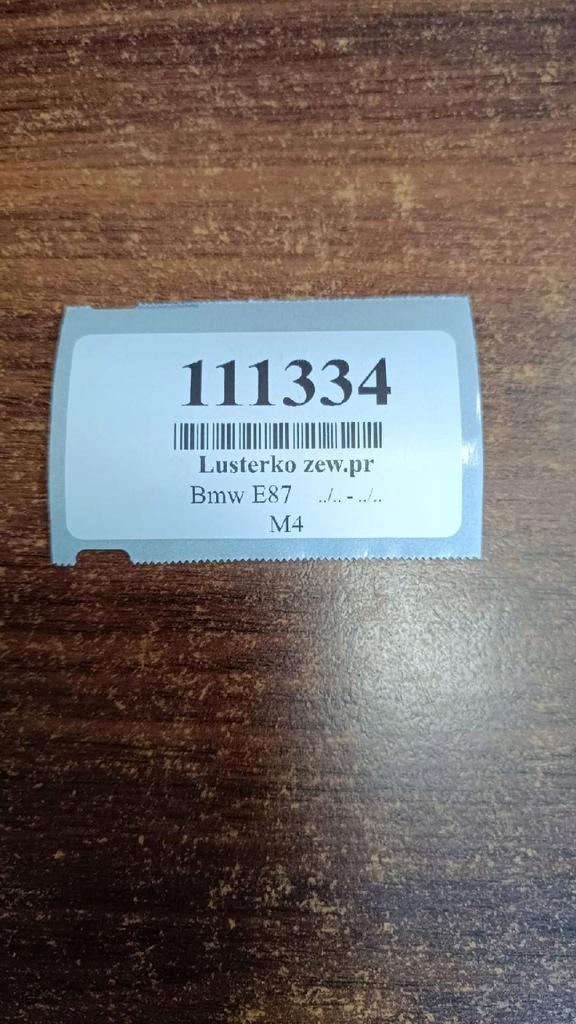 111334
Lusterko zew.pr
Bmw E87 ../.. - ../..
M4